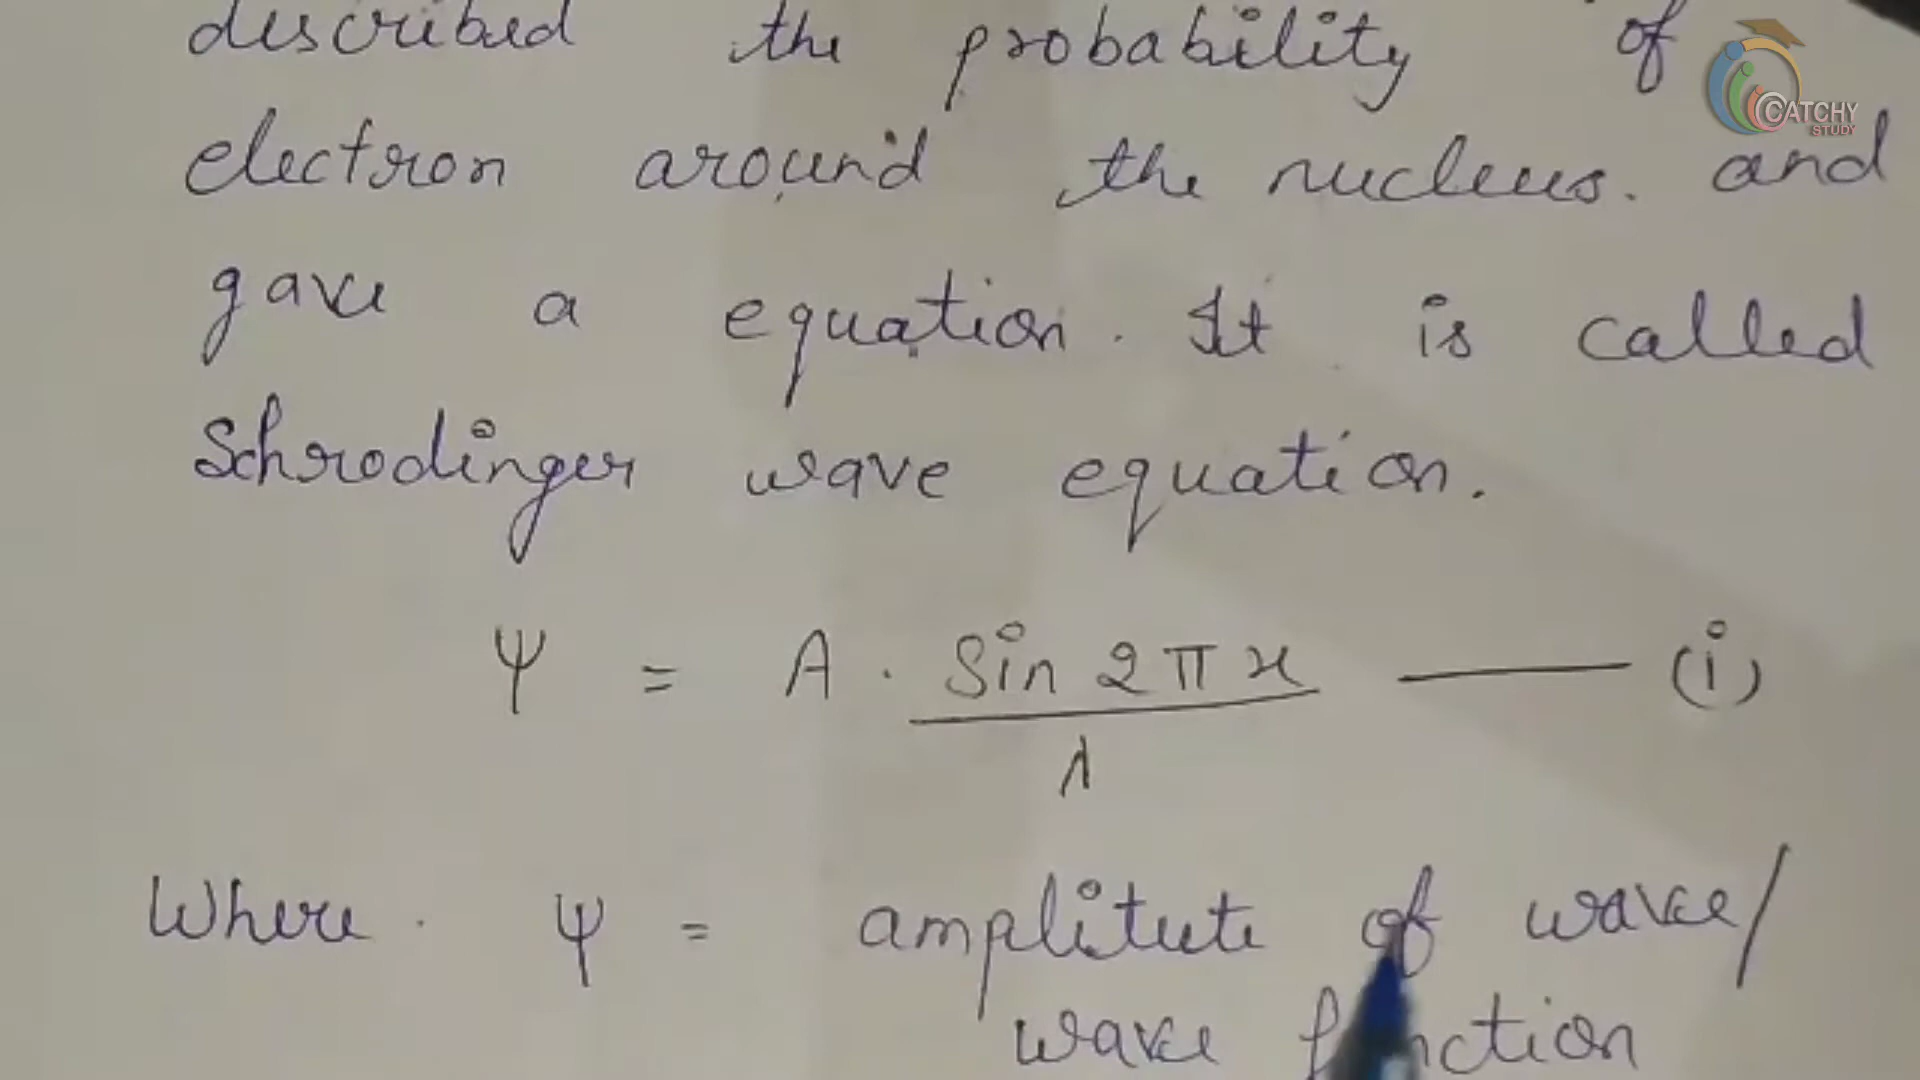 described the probability of
electron around the nucleus. and
gave a equation. It is called
Schrodinger wave equation.
Ψ = A . Sin 2πx / λ —— (i)
Where. Ψ = amplitute of wave/
wave function
CATCHY
STUDY